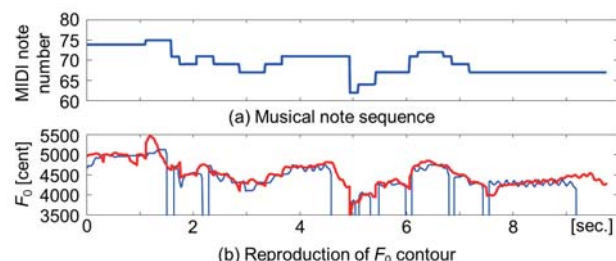 MIDI note
number
80
75
70
65
60
(a) Musical note sequence
F₀ [cent]
5500
5000
4500
4000
3500
0 2 4 6 8 [sec.]
(b) Reproduction of F₀ contour